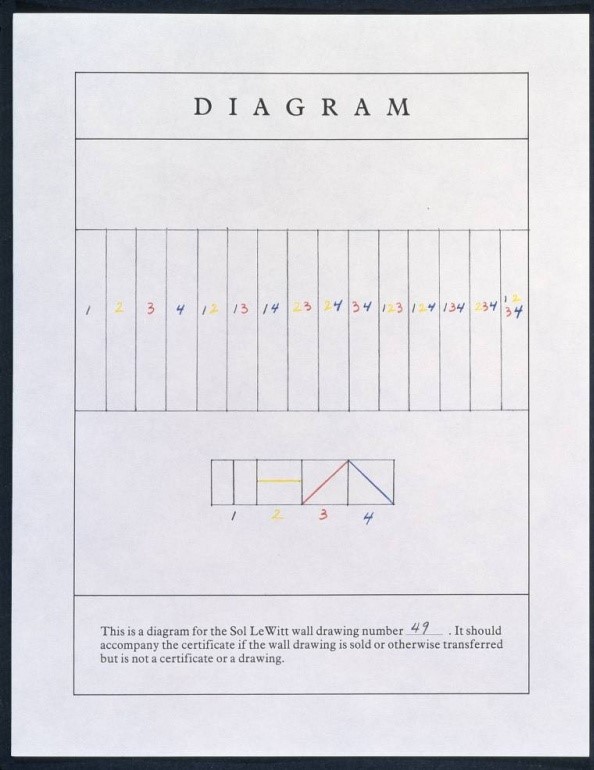 DIAGRAM
1 2 3 4 12 13 14 23 24 34 123 124 134 234 12
34
1 2 3 4
This is a diagram for the Sol LeWitt wall drawing number 49 . It should
accompany the certificate if the wall drawing is sold or otherwise transferred
but is not a certificate or a drawing.